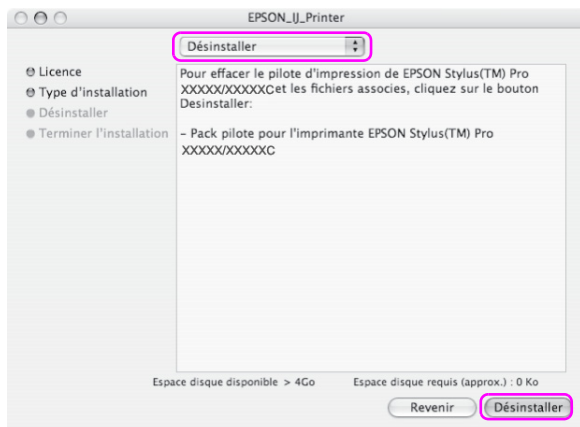 EPSON_IJ_Printer
Désinstaller
Licence
Type d'installation
Désinstaller
Terminer l'installation
Pour effacer le pilote d'impression de EPSON Stylus(TM) Pro
XXXXX/XXXXXCet les fichiers associes, cliquez sur le bouton
Desinstaller:
– Pack pilote pour l'imprimante EPSON Stylus(TM) Pro
XXXXX/XXXXXC
Espace disque disponible > 4Go Espace disque requis (approx.) : 0 Ko
Revenir Désinstaller